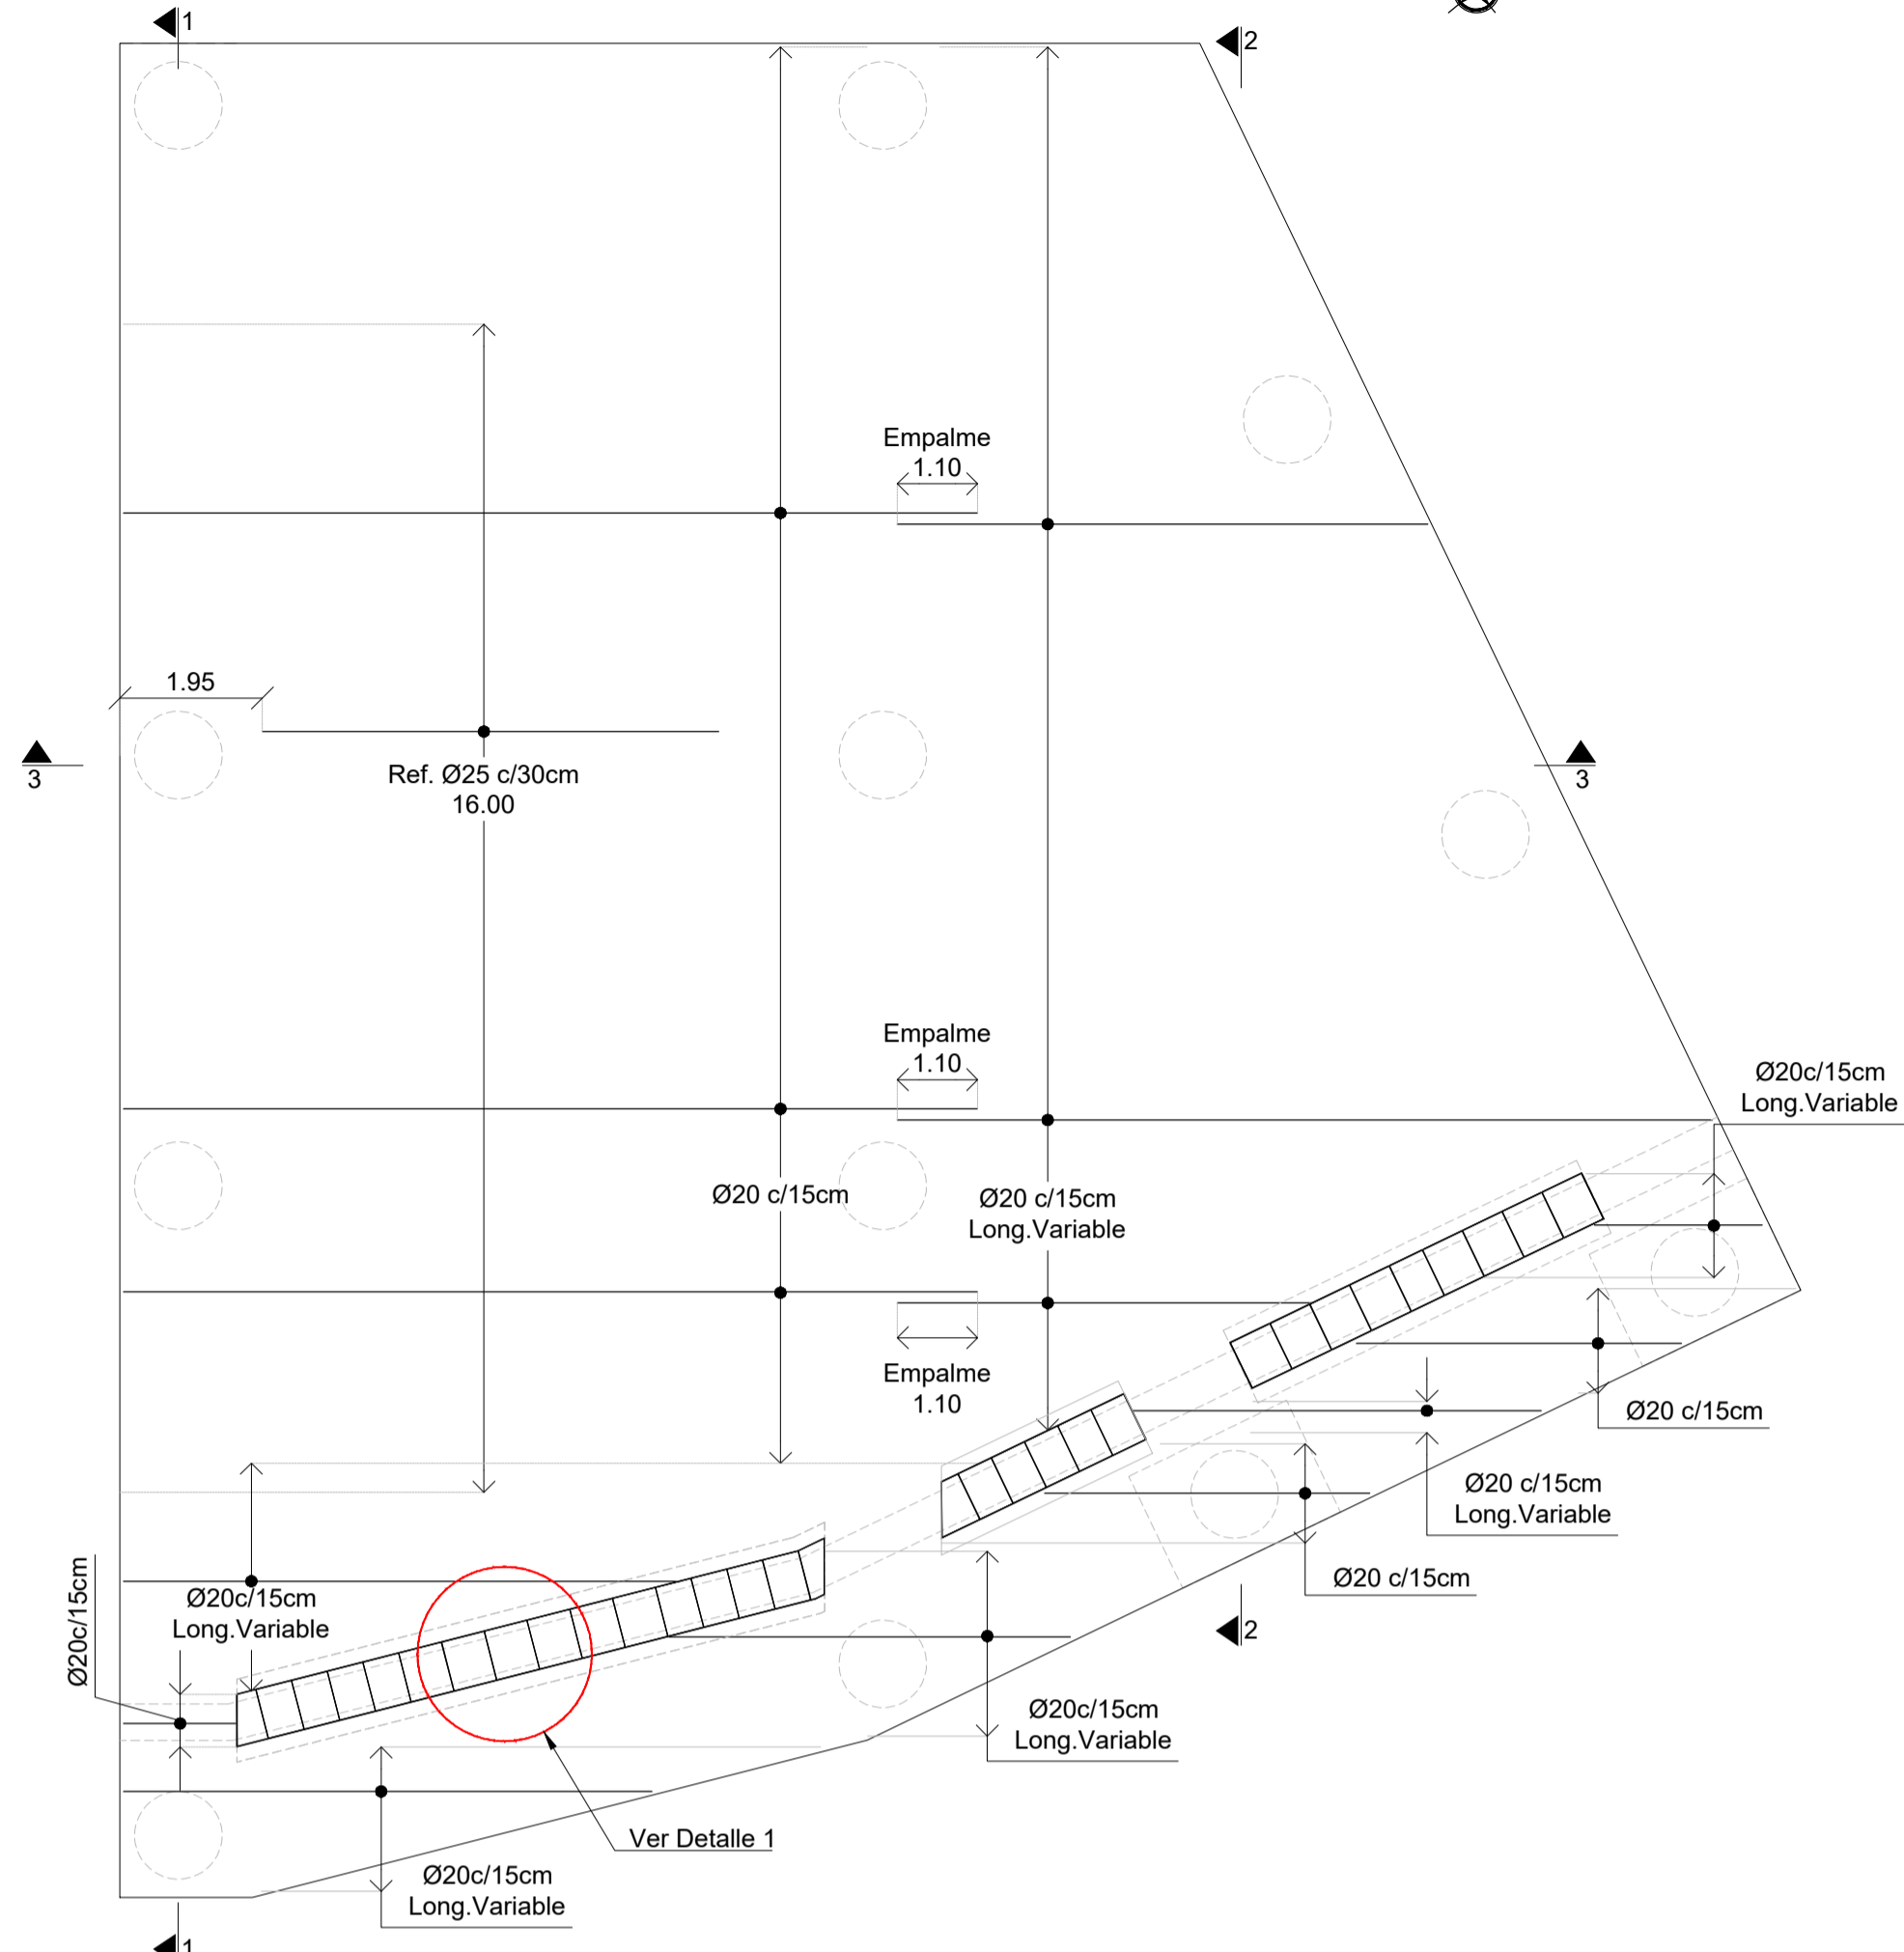 1
2
Empalme
1.10
1.95
3
3
Ref. Ø25 c/30cm
16.00
Empalme
1.10
Ø20c/15cm
Long.Variable
Ø20 c/15cm
Ø20 c/15cm
Long.Variable
Empalme
1.10
Ø20 c/15cm
Ø20 c/15cm
Long.Variable
Ø20 c/15cm
Ø20c/15cm
Ø20c/15cm
Long.Variable
2
Ø20c/15cm
Long.Variable
Ver Detalle 1
Ø20c/15cm
Long.Variable
1